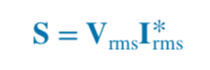 S = V_rms I*_rms